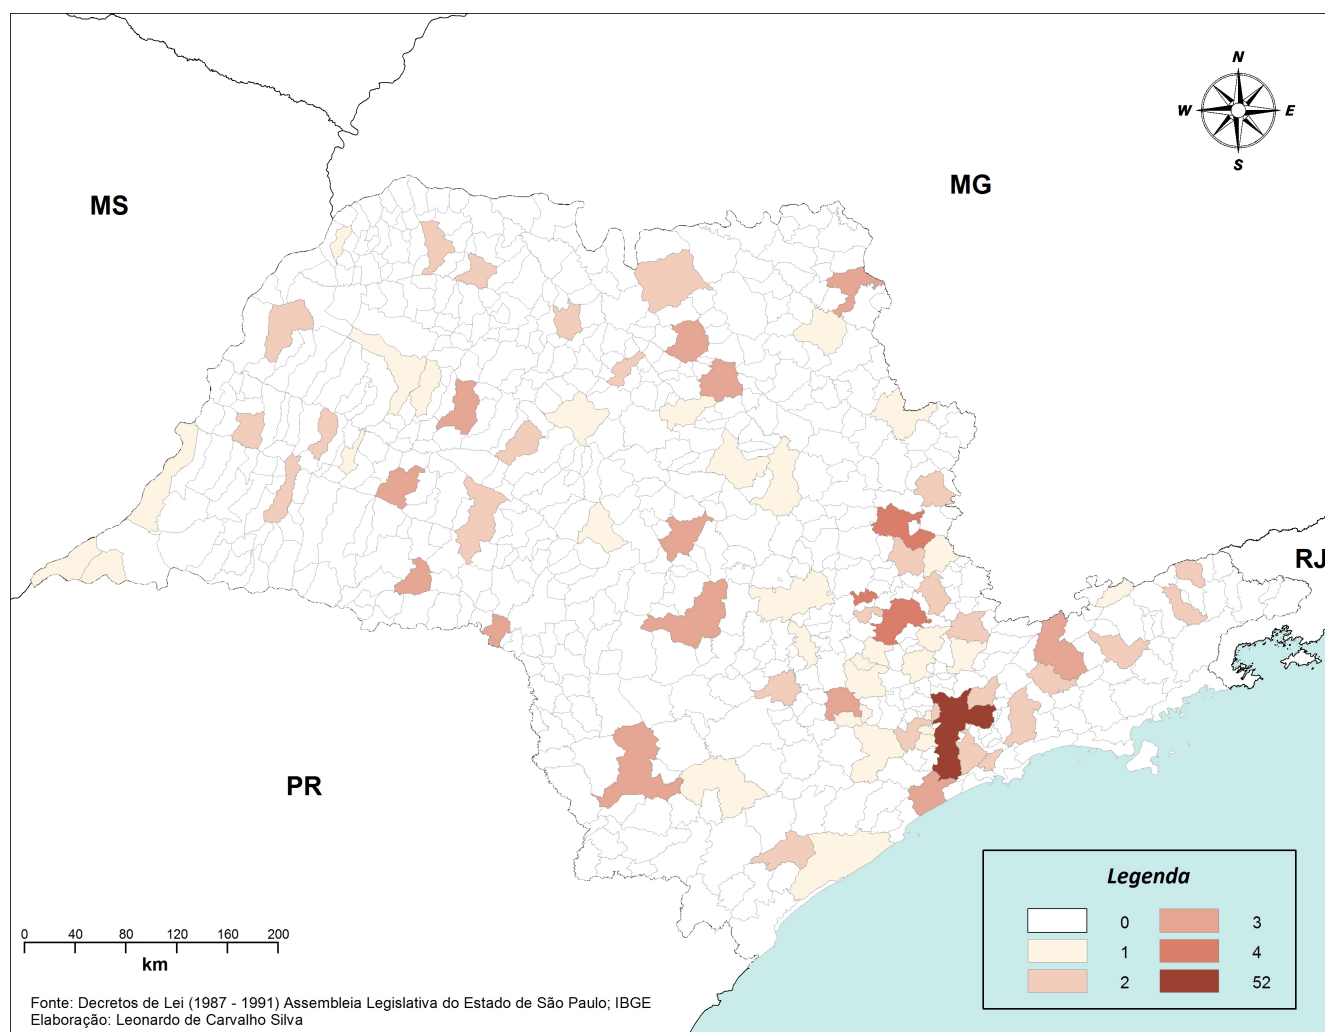 N
W E
S
MS
MG
RJ
PR
Legenda
0 3
1 4
2 52
0 40 80 120 160 200
km
Fonte: Decretos de Lei (1987 - 1991) Assembleia Legislativa do Estado de São Paulo; IBGE
Elaboração: Leonardo de Carvalho Silva